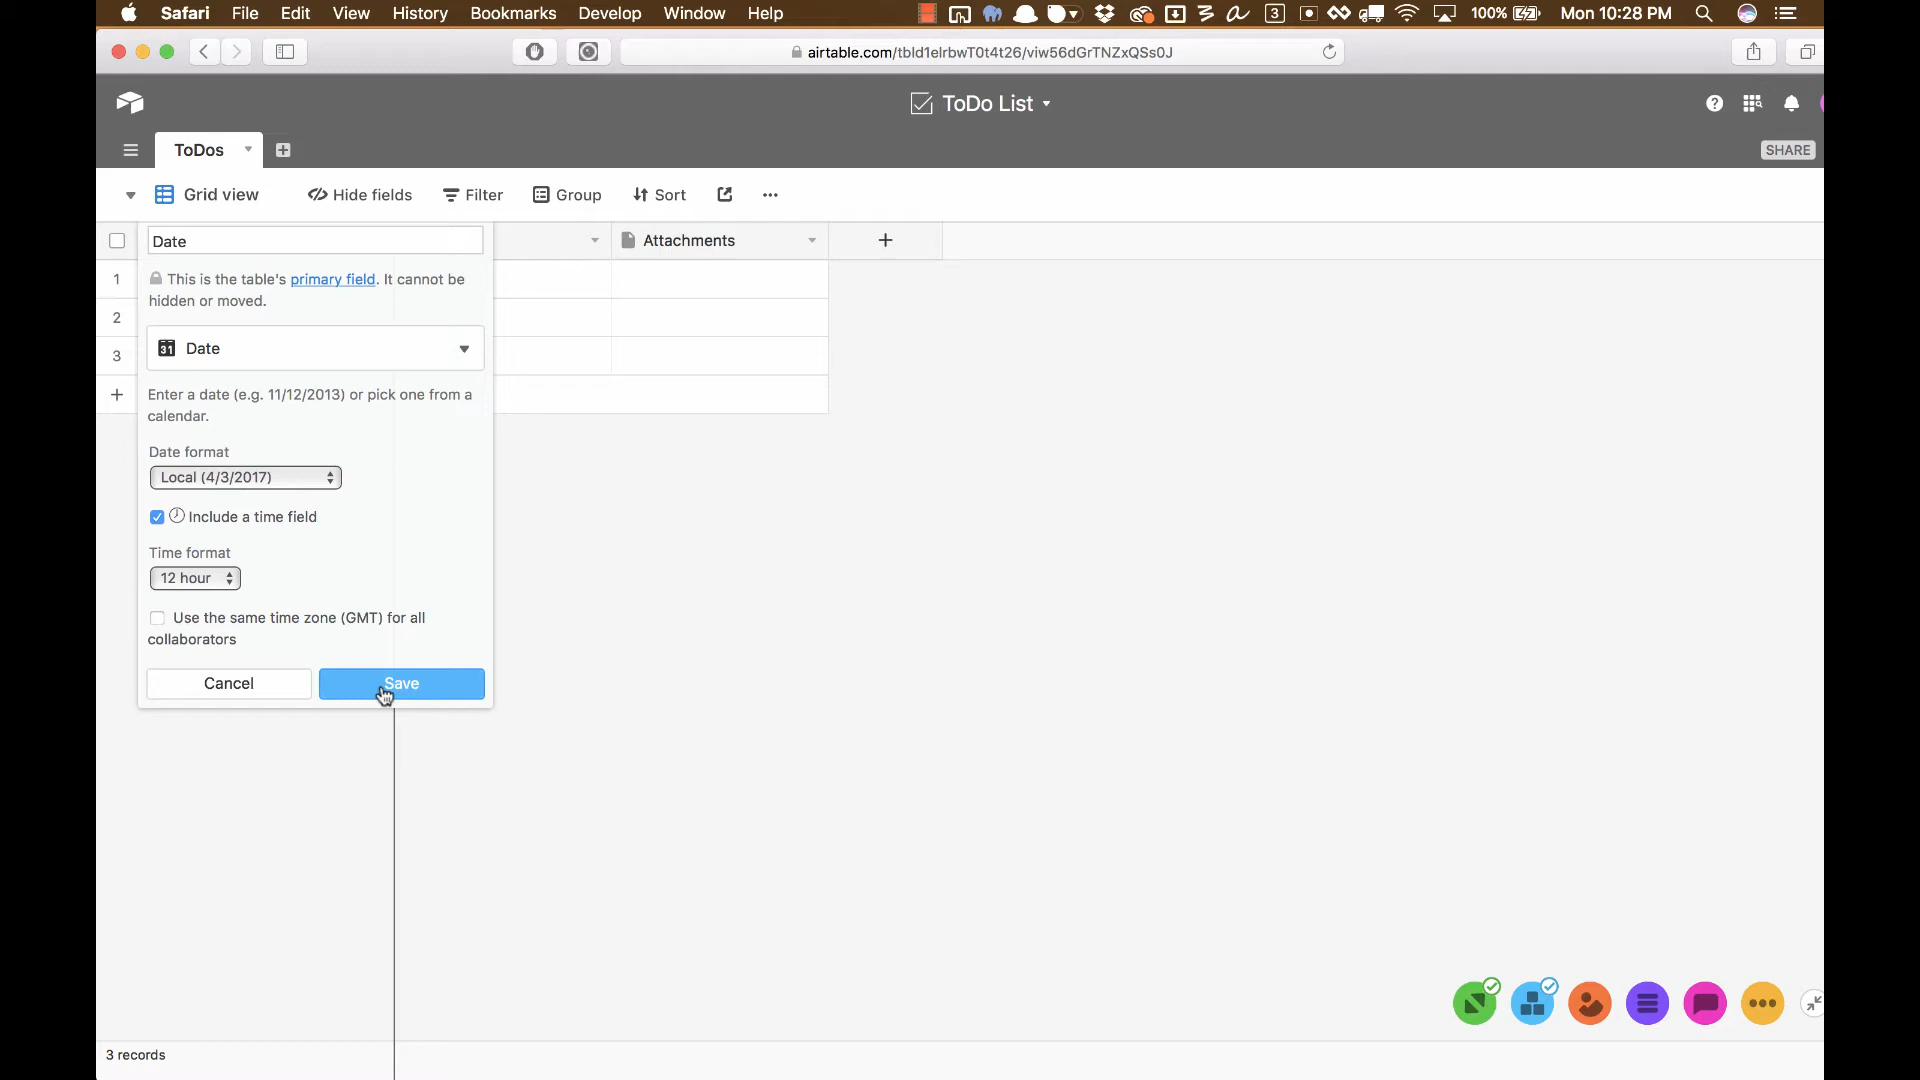 Safari File Edit View History Bookmarks Develop Window Help 3 100% Mon 10:28 PM
airtable.com/tbld1elrbwT0t4t26/viw56dGrTNZxQSs0J
ToDo List
ToDos
SHARE
Grid view Hide fields Filter Group Sort
Date
Attachments
This is the table's primary field. It cannot be
hidden or moved.
1
2
3
31 Date
Enter a date (e.g. 11/12/2013) or pick one from a
calendar.
Date format
Local (4/3/2017)
Include a time field
Time format
12 hour
Use the same time zone (GMT) for all
collaborators
Cancel Save
3 records